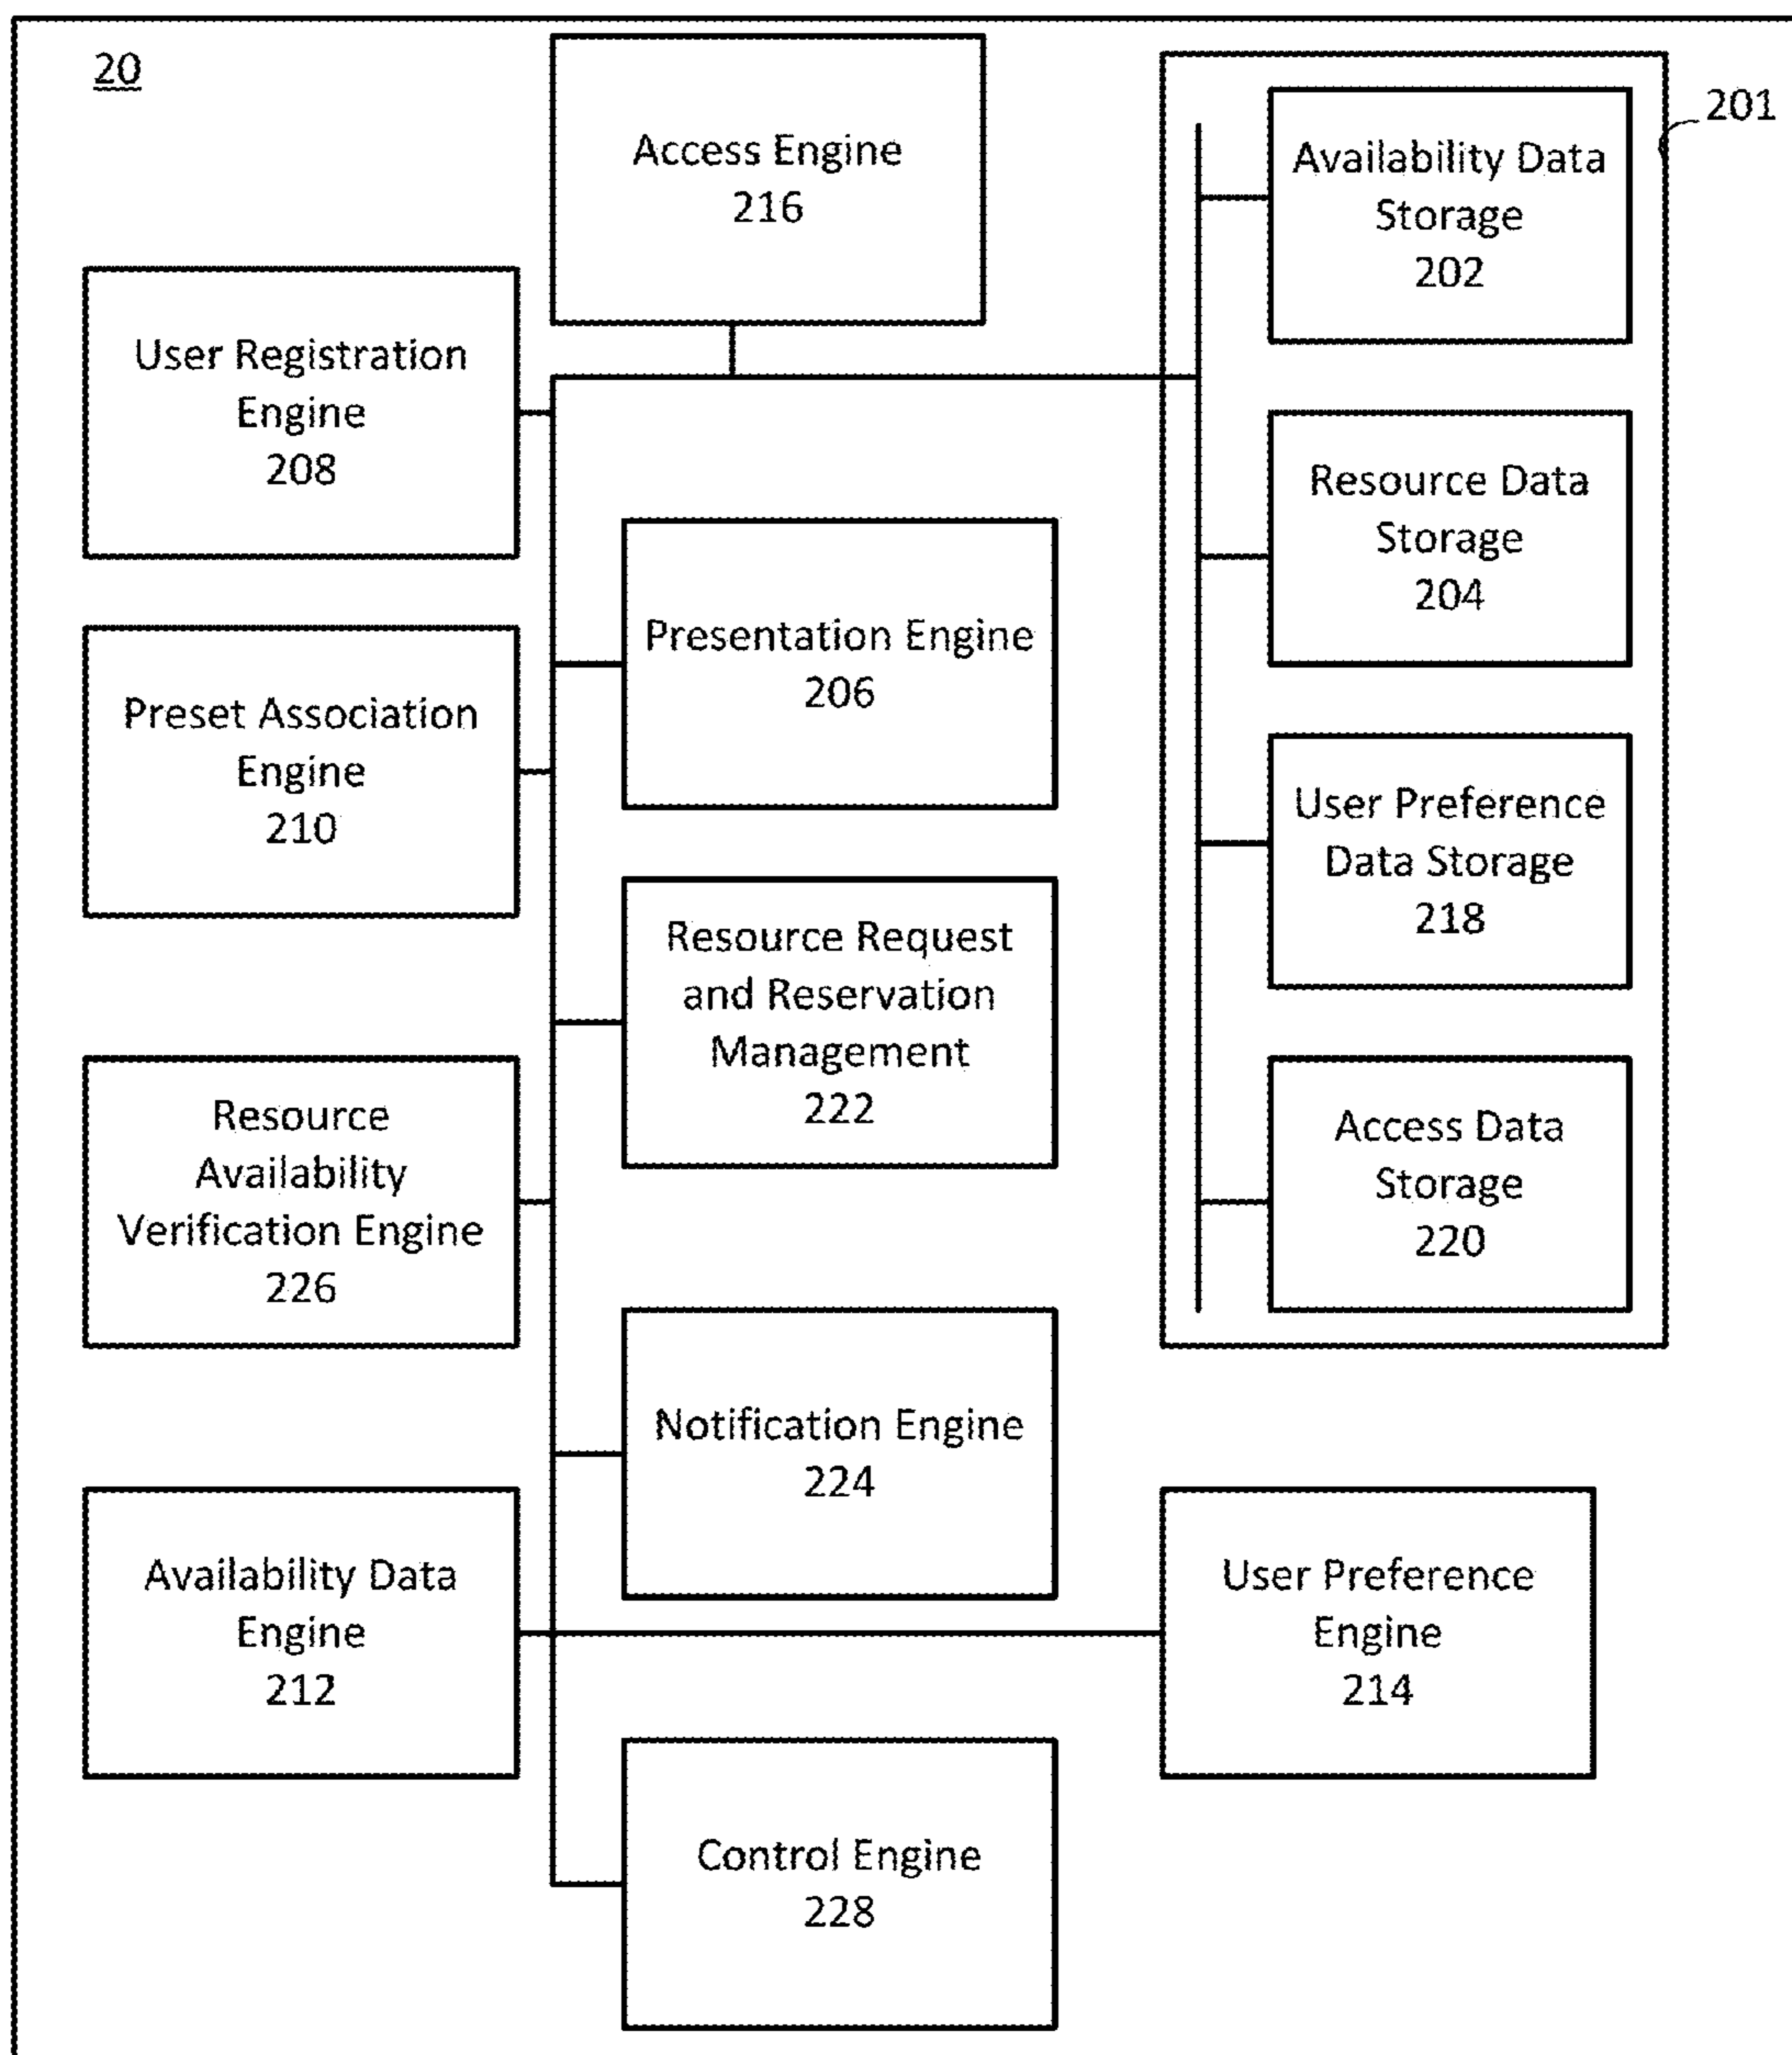 20
Access Engine
216
201
Availability Data
Storage
202
User Registration
Engine
208
Resource Data
Storage
204
Presentation Engine
206
Preset Association
Engine
210
User Preference
Data Storage
218
Resource Request
and Reservation
Management
222
Resource
Availability
Verification Engine
226
Access Data
Storage
220
Notification Engine
224
Availability Data
Engine
212
User Preference
Engine
214
Control Engine
228